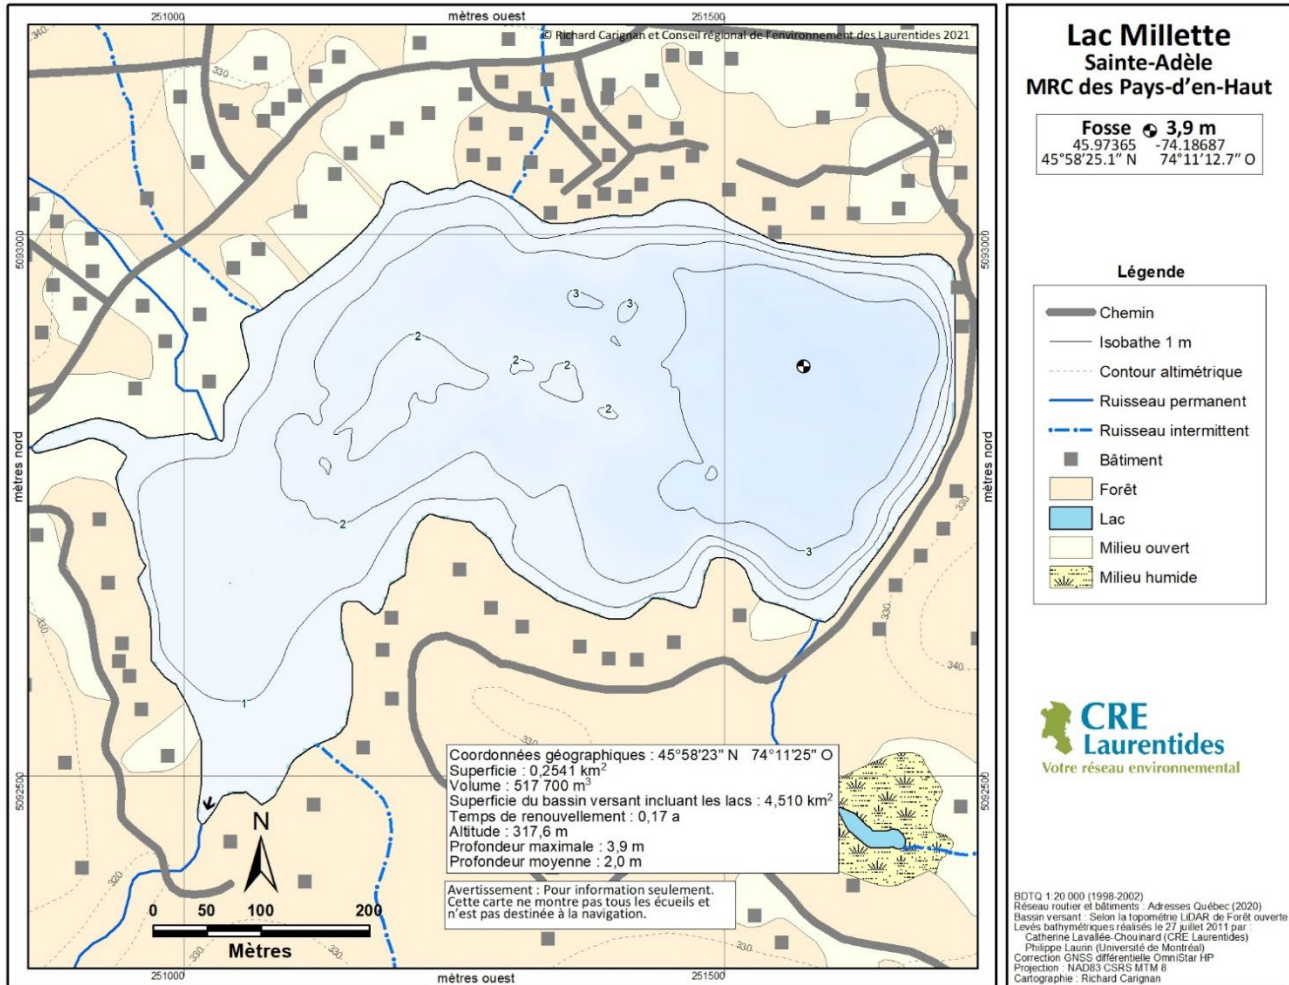 251000
mètres ouest
251500
© Richard Carignan et Conseil régional de l'environnement des Laurentides 2021
340
330
330
330
5093000
mètres nord
5092500
5093000
mètres nord
5092500
3
3
2
2
2
2
2
3
1
330
330
330
340
320
330
Coordonnées géographiques : 45°58'23" N 74°11'25" O
Superficie : 0,2541 km²
Volume : 517 700 m³
Superficie du bassin versant incluant les lacs : 4,510 km²
Temps de renouvellement : 0,17 a
Altitude : 317,6 m
Profondeur maximale : 3,9 m
Profondeur moyenne : 2,0 m
Avertissement : Pour information seulement.
Cette carte ne montre pas tous les écueils et
n'est pas destinée à la navigation.
N
0 50 100 200
Mètres
251000
mètres ouest
251500
Lac Millette
Sainte-Adèle
MRC des Pays-d'en-Haut
Fosse 3,9 m
45.97365 -74.18687
45°58'25.1" N 74°11'12.7" O
Légende
Chemin
Isobathe 1 m
Contour altimétrique
Ruisseau permanent
Ruisseau intermittent
Bâtiment
Forêt
Lac
Milieu ouvert
Milieu humide
CRE
Laurentides
Votre réseau environnemental
BDTQ 1:20 000 (1998-2002)
Réseau routier et bâtiments : Adresses Québec (2020)
Bassin versant : Selon la topométrie LiDAR de Forêt ouverte
Levés bathymétriques réalisés le 27 juillet 2011 par :
Catherine Lavallée-Chouinard (CRE Laurentides)
Philippe Laurin (Université de Montréal)
Correction GNSS différentielle OmniStar HP
Projection : NAD83 CSRS MTM 8
Cartographie : Richard Carignan